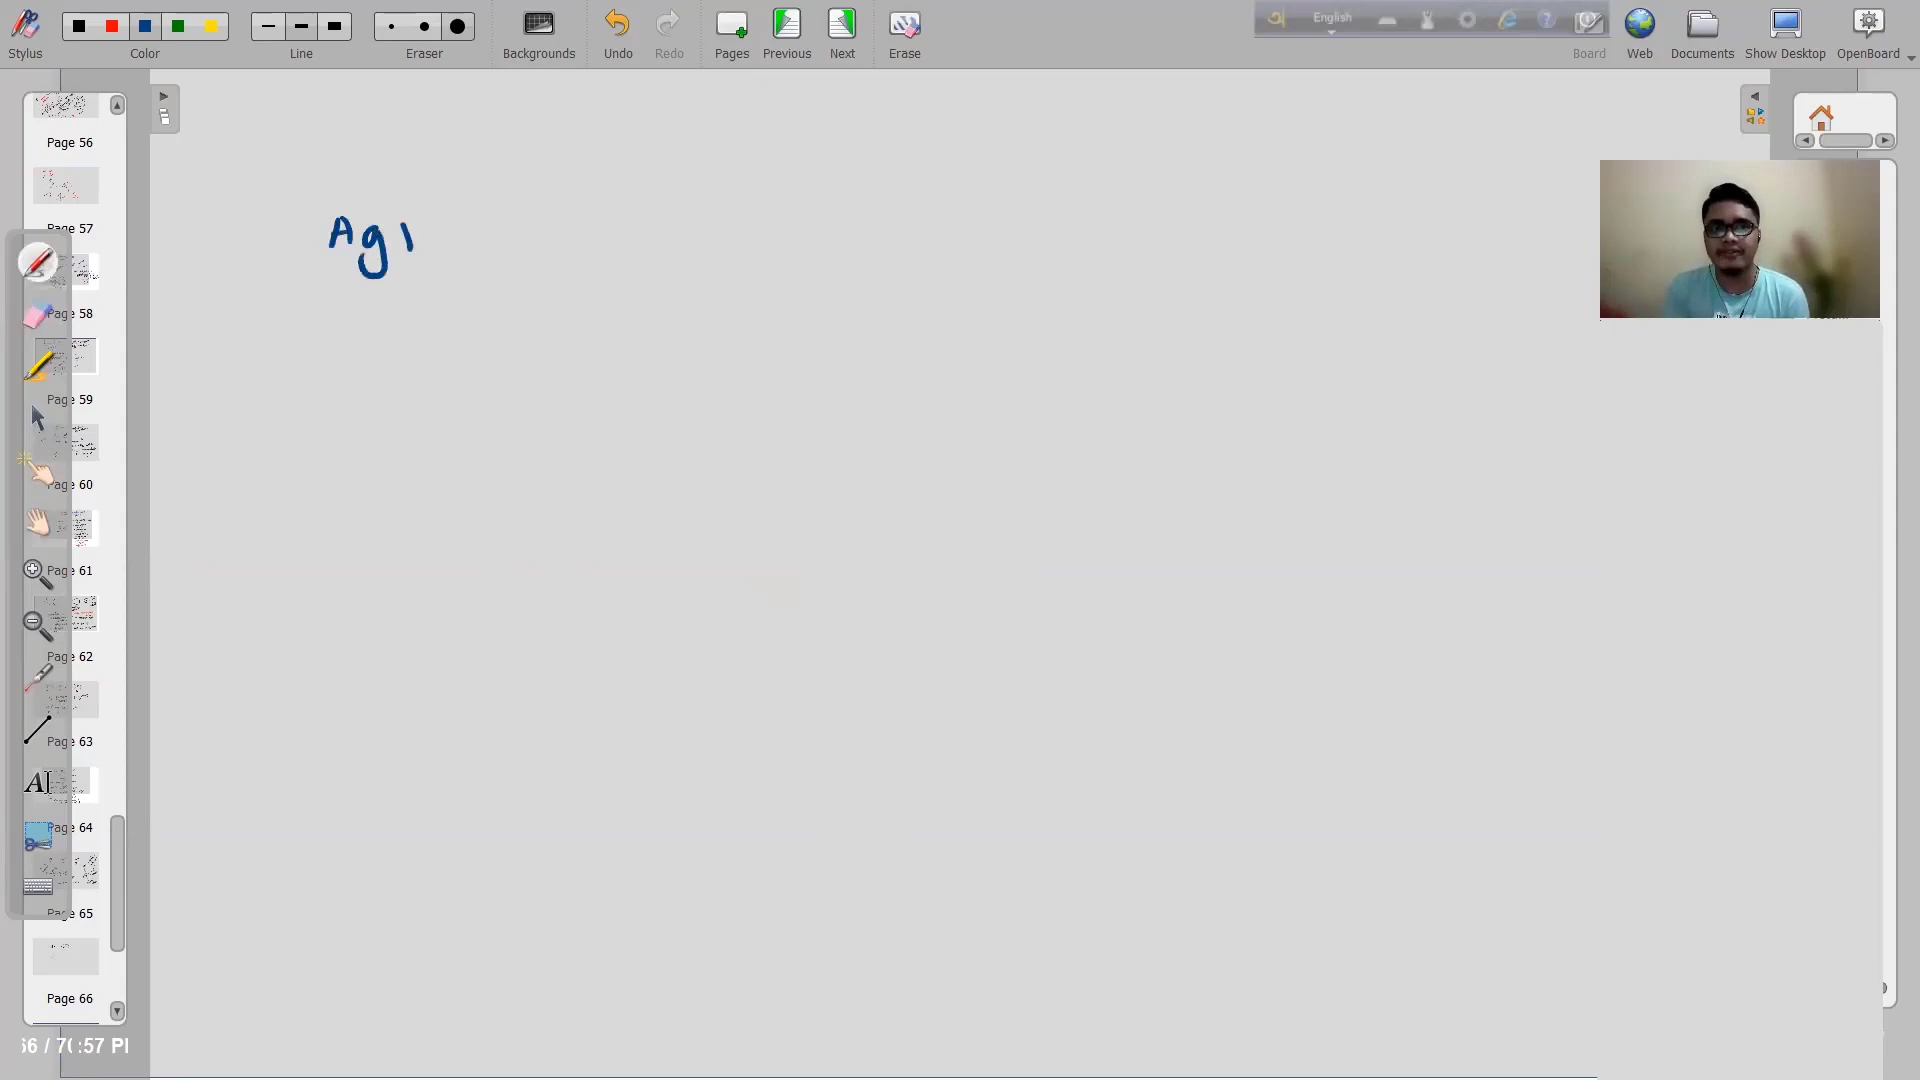 Stylus Color Line Eraser Backgrounds Undo Redo Pages Previous Next Erase Board Web Documents Show Desktop OpenBoard
English
Page 56
Page 57
Page 58
Page 59
Page 60
Page 61
Page 62
Page 63
Page 64
Page 65
Page 66
Ag1